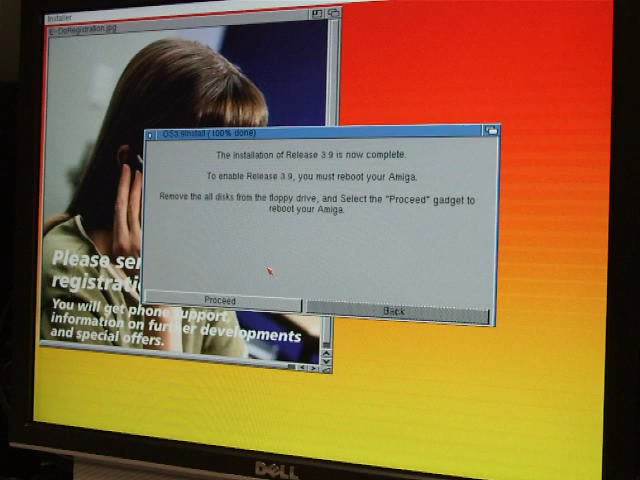 Installer
E-DoRegistration.jpg
OS3.9Install (100% done)
The installation of Release 3.9 is now complete.
To enable Release 3.9, you must reboot your Amiga.
Remove the all disks from the floppy drive, and Select the "Proceed" gadget to
reboot your Amiga.
Proceed
Back
Please
registrati
You will get phone support,
information on further developments
and special offers.
DELL